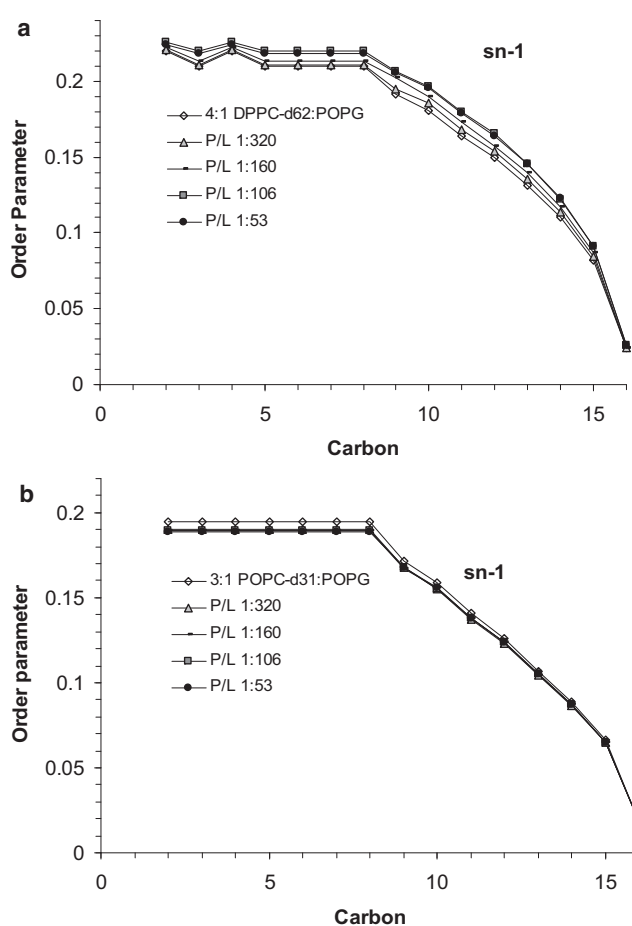 a
sn-1
0.2
0.15
0.1
0.05
0
Order Parameter
4:1 DPPC-d62:POPG
P/L 1:320
P/L 1:160
P/L 1:106
P/L 1:53
0 5 10 15
Carbon
b
sn-1
0.2
0.15
0.1
0.05
0
Order parameter
3:1 POPC-d31:POPG
P/L 1:320
P/L 1:160
P/L 1:106
P/L 1:53
0 5 10 15
Carbon